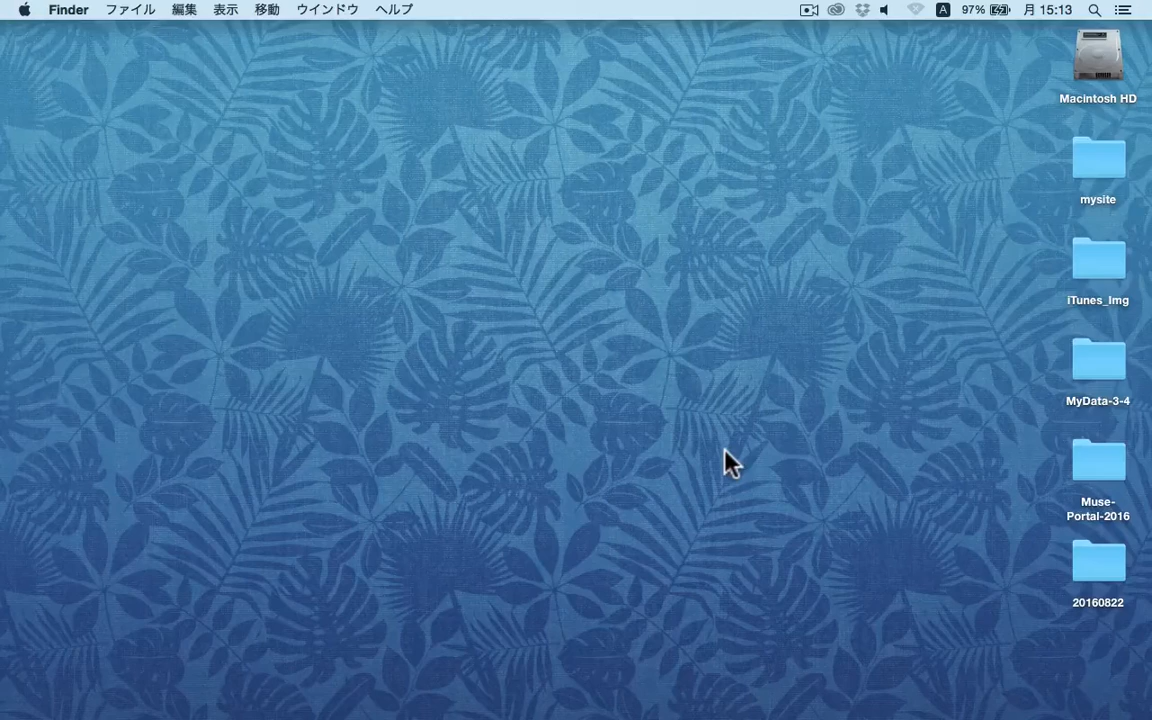 Finder ファイル 編集 表示 移動 ウインドウ ヘルプ A 97% 月 15:13
Macintosh HD
mysite
iTunes_Img
MyData-3-4
Muse-
Portal-2016
20160822